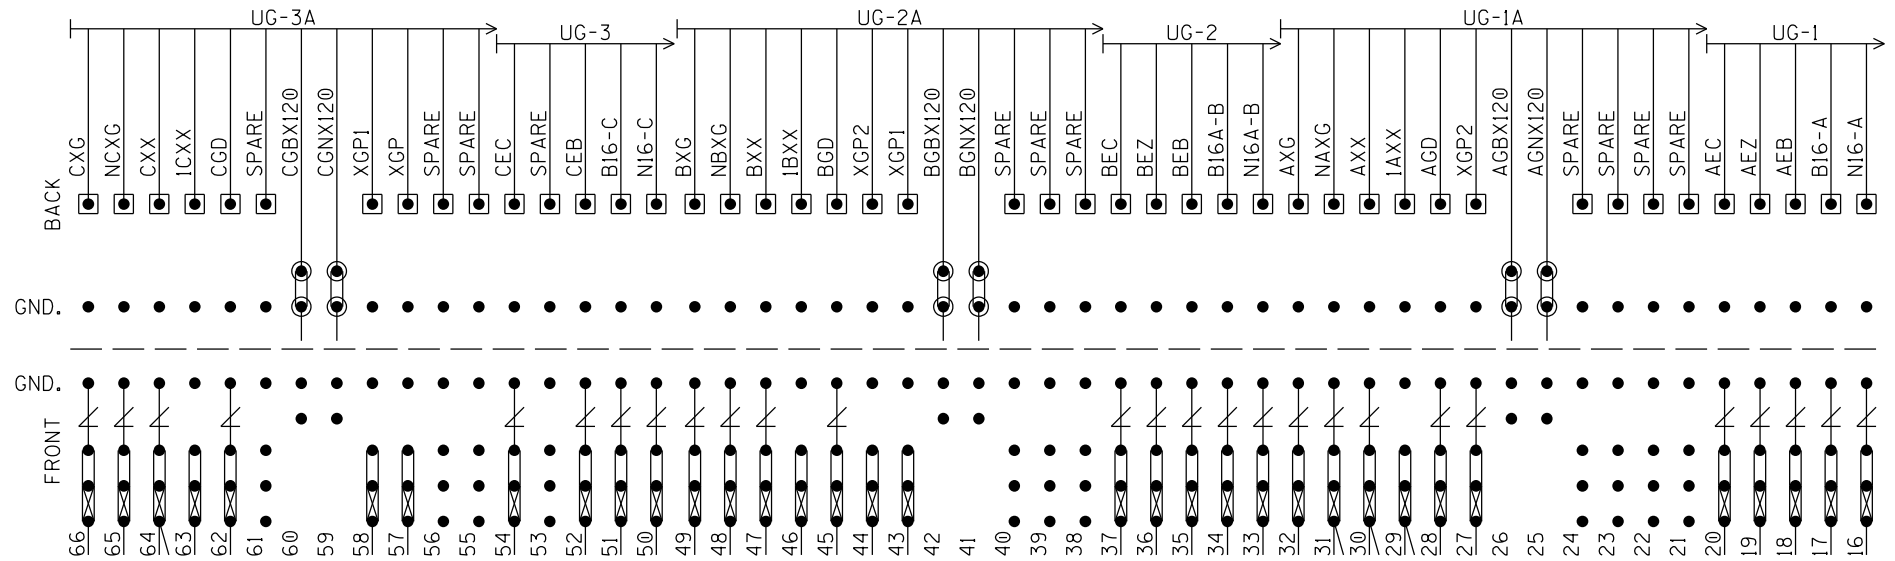 UG-3A UG-3 UG-2A UG-2 UG-1A UG-1
BACK
CXG NCXG CXX 1CXX CGD SPARE CGBX120 CGNX120 XGP1 XGP SPARE SPARE CEC SPARE CEB B16-C N16-C BXG NBXG BXX 1BXX BGD XGP2 XGP1 BGBX120 BGNX120 SPARE SPARE SPARE BEC BEZ BEB B16A-B N16A-B AXG NAXG AXX 1AXX AGD XGP2 AGBX120 AGNX120 SPARE SPARE SPARE SPARE AEC AEZ AEB B16-A N16-A
GND.
GND.
FRONT
66 65 64 63 62 61 60 59 58 57 56 55 54 53 52 51 50 49 48 47 46 45 44 43 42 41 40 39 38 37 36 35 34 33 32 31 30 29 28 27 26 25 24 23 22 21 20 19 18 17 16